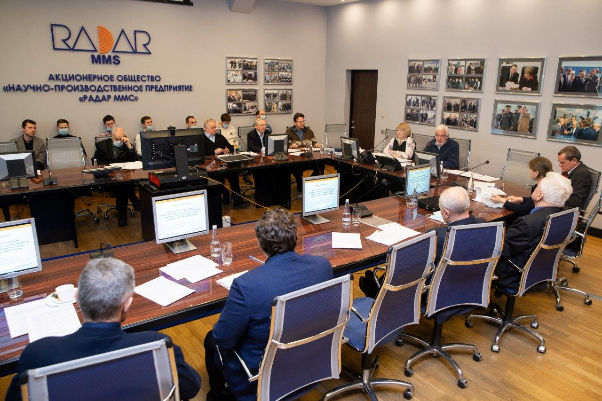 RADAR
MMS
АКЦИОНЕРНОЕ ОБЩЕСТВО
«НАУЧНО-ПРОИЗВОДСТВЕННОЕ ПРЕДПРИЯТИЕ
«РАДАР ММС»